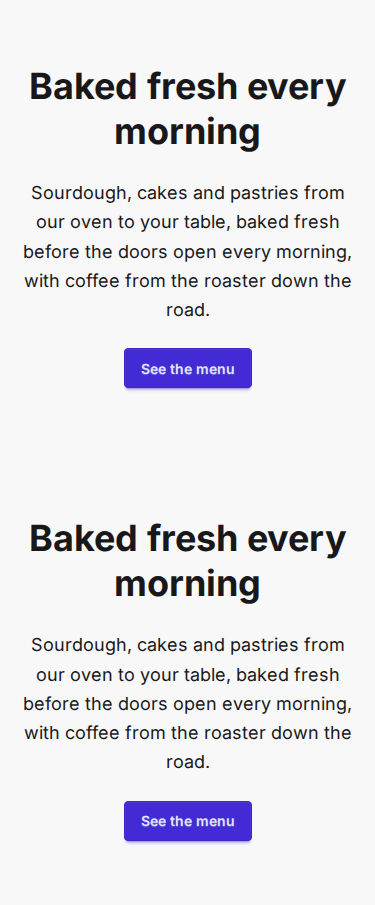 Baked fresh every
morning
Sourdough, cakes and pastries from
our oven to your table, baked fresh
before the doors open every morning,
with coffee from the roaster down the
road.
See the menu
Baked fresh every
morning
Sourdough, cakes and pastries from
our oven to your table, baked fresh
before the doors open every morning,
with coffee from the roaster down the
road.
See the menu